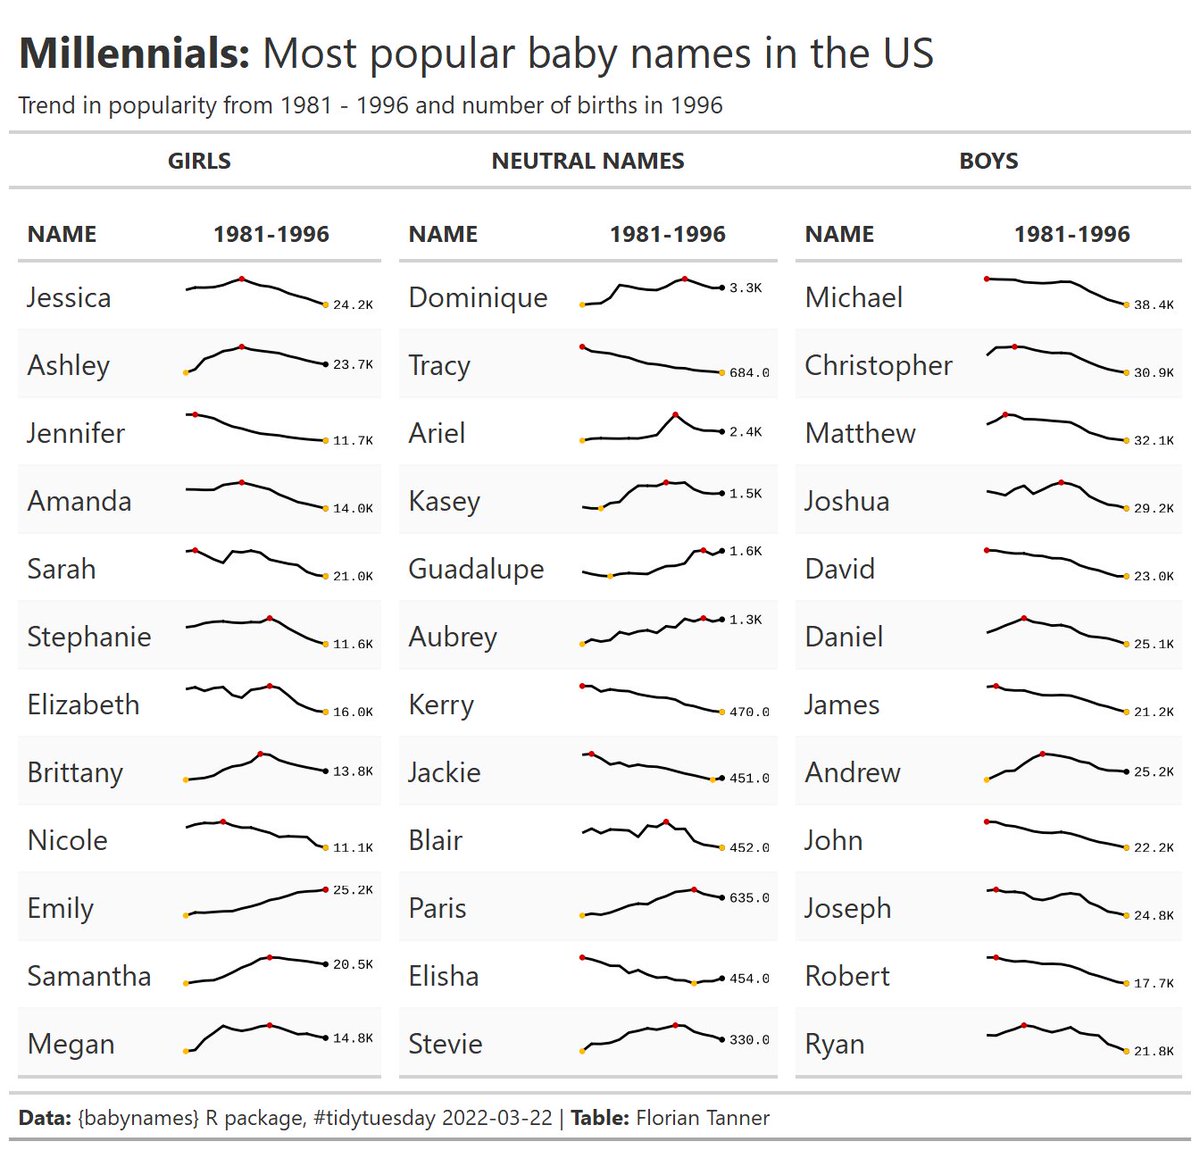 Millennials: Most popular baby names in the US
Trend in popularity from 1981 - 1996 and number of births in 1996
GIRLS NEUTRAL NAMES BOYS
NAME 1981-1996 NAME 1981-1996 NAME 1981-1996
Jessica 24.2K Dominique 3.3K Michael 38.4K
Ashley 23.7K Tracy 684.0 Christopher 30.9K
Jennifer 11.7K Ariel 2.4K Matthew 32.1K
Amanda 14.0K Kasey 1.5K Joshua 29.2K
Sarah 21.0K Guadalupe 1.6K David 23.0K
Stephanie 11.6K Aubrey 1.3K Daniel 25.1K
Elizabeth 16.0K Kerry 470.0 James 21.2K
Brittany 13.8K Jackie 451.0 Andrew 25.2K
Nicole 11.1K Blair 452.0 John 22.2K
Emily 25.2K Paris 635.0 Joseph 24.8K
Samantha 20.5K Elisha 454.0 Robert 17.7K
Megan 14.8K Stevie 330.0 Ryan 21.8K
Data: {babynames} R package, #tidytuesday 2022-03-22 | Table: Florian Tanner